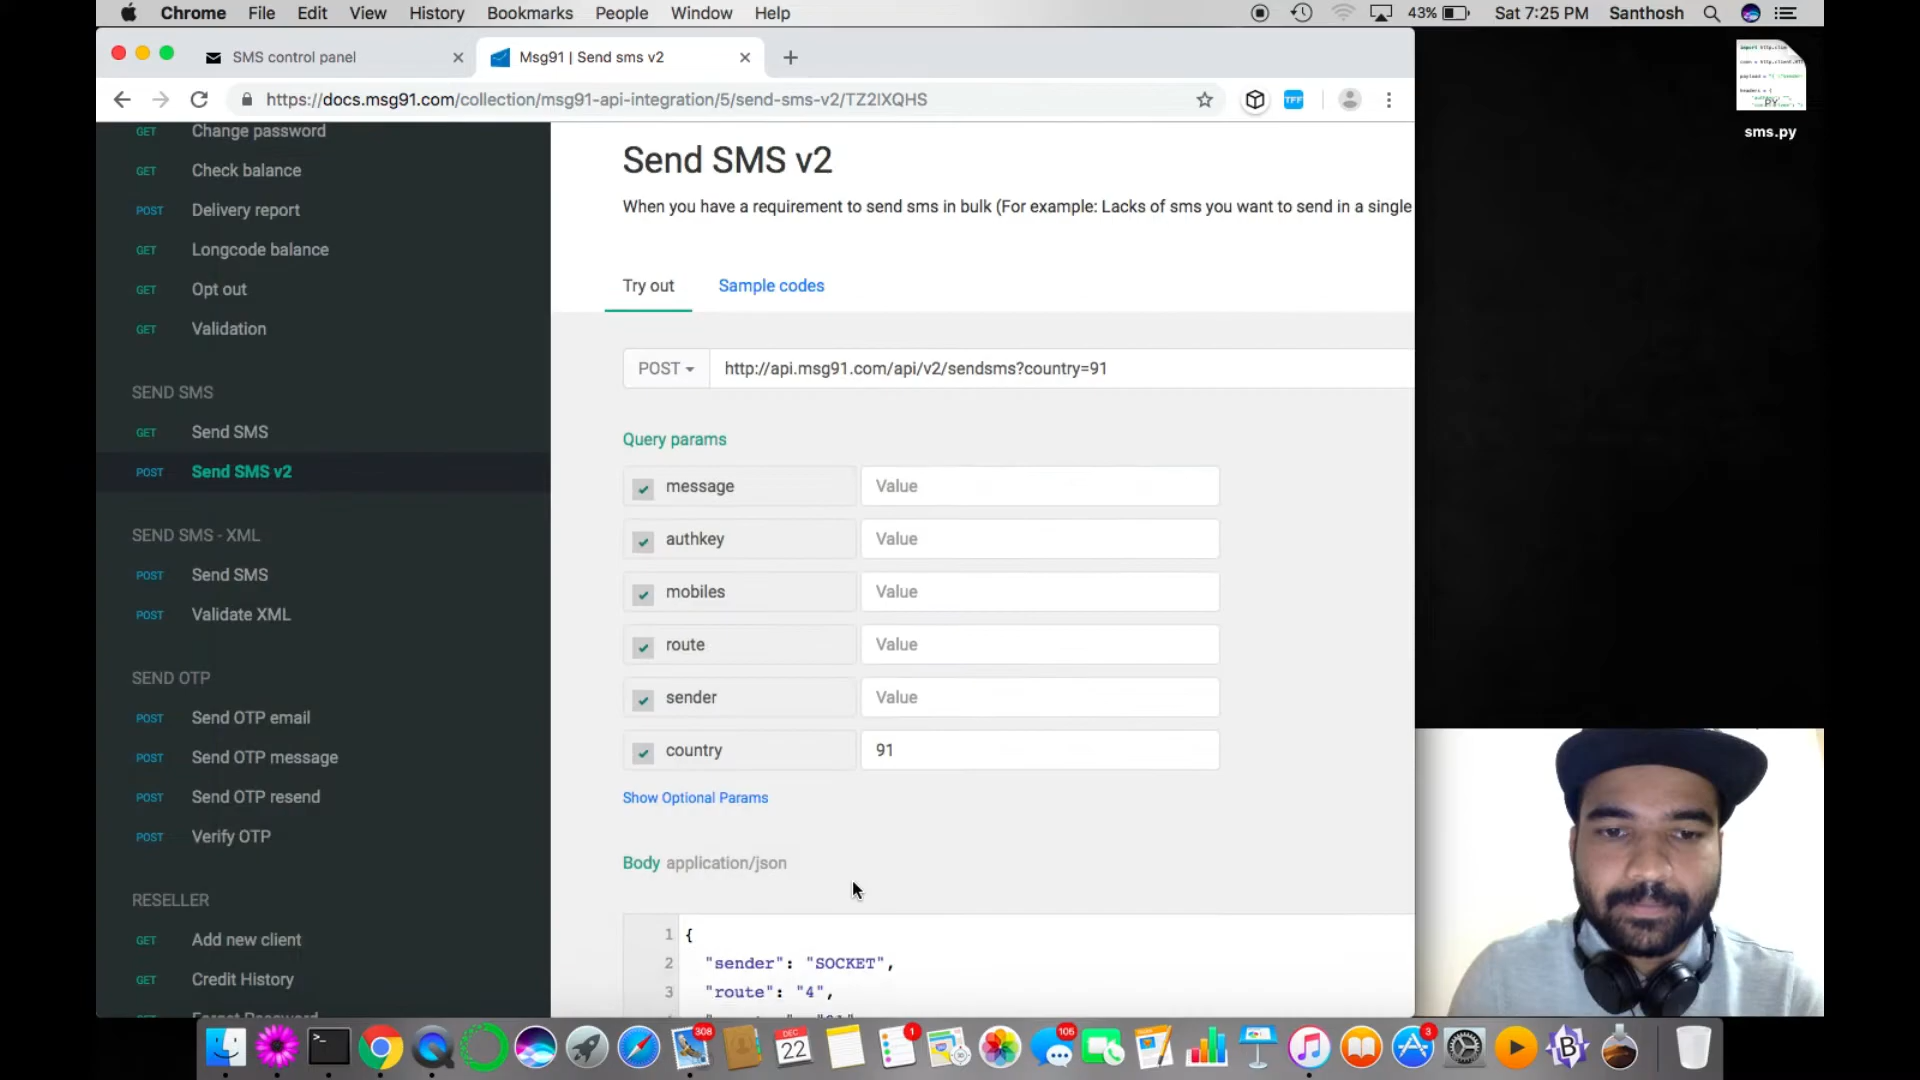 Chrome File Edit View History Bookmarks People Window Help 43% Sat 7:25 PM Santhosh
SMS control panel
Msg91 | Send sms v2
https://docs.msg91.com/collection/msg91-api-integration/5/send-sms-v2/TZ2IXQHS
TFF
PY
sms.py
GET Change password
GET Check balance
POST Delivery report
GET Longcode balance
GET Opt out
GET Validation
SEND SMS
GET Send SMS
POST Send SMS v2
SEND SMS - XML
POST Send SMS
POST Validate XML
SEND OTP
POST Send OTP email
POST Send OTP message
POST Send OTP resend
POST Verify OTP
RESELLER
GET Add new client
GET Credit History
Send SMS v2
When you have a requirement to send sms in bulk (For example: Lacks of sms you want to send in a single
Try out Sample codes
POST http://api.msg91.com/api/v2/sendsms?country=91
Query params
message Value
authkey Value
mobiles Value
route Value
sender Value
country 91
Show Optional Params
Body application/json
1 {
2 "sender": "SOCKET",
3 "route": "4",
308
DEC
22
1
106
3
B